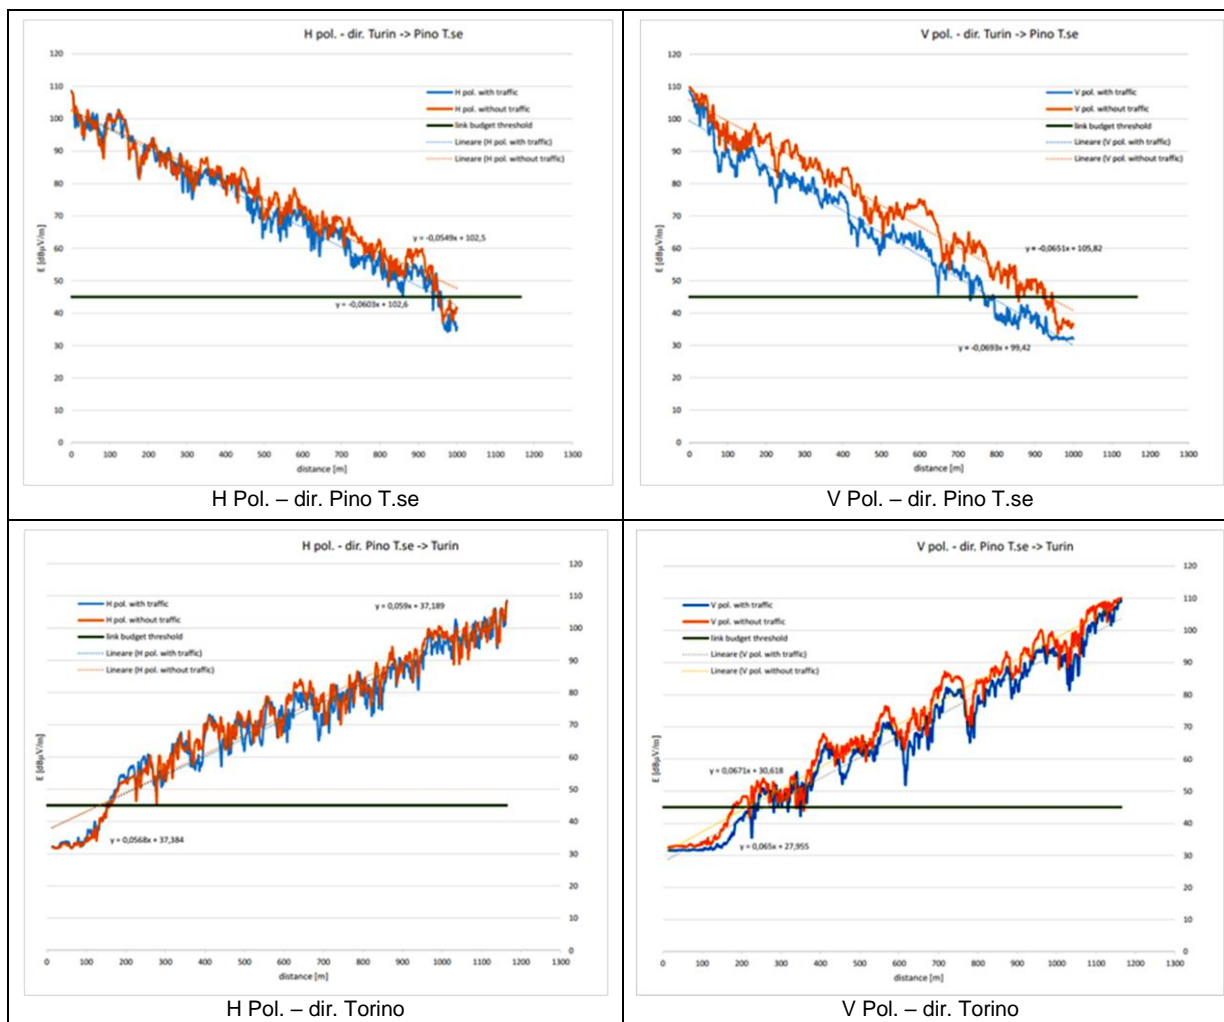 H pol. - dir. Turin -> Pino T.se
120
110
100
90
80
70
60
50
40
30
20
10
0
E [dBµV/m]
H pol. with traffic
H pol. without traffic
link budget threshold
Lineare (H pol. with traffic)
Lineare (H pol. without traffic)
y = -0,0549x + 102,5
y = -0,0603x + 102,6
0 100 200 300 400 500 600 700 800 900 1000 1100 1200 1300
distance [m]
H Pol. – dir. Pino T.se
V pol. - dir. Turin -> Pino T.se
120
110
100
90
80
70
60
50
40
30
20
10
0
E [dBµV/m]
V pol. with traffic
V pol. without traffic
link budget threshold
Lineare (V pol. with traffic)
Lineare (V pol. without traffic)
y = -0,0651x + 105,82
y = -0,0693x + 99,42
0 100 200 300 400 500 600 700 800 900 1000 1100 1200 1300
distance [m]
V Pol. – dir. Pino T.se
H pol. - dir. Pino T.se -> Turin
120
110
100
90
80
70
60
50
40
30
20
10
0
E [dBµV/m]
H pol. with traffic
H pol. without traffic
link budget threshold
Lineare (H pol. with traffic)
Lineare (H pol. without traffic)
y = 0,059x + 37,189
y = 0,0568x + 37,384
0 100 200 300 400 500 600 700 800 900 1000 1100 1200 1300
distance [m]
H Pol. – dir. Torino
V pol. - dir. Pino T.se -> Turin
120
110
100
90
80
70
60
50
40
30
20
10
0
E [dBµV/m]
V pol. with traffic
V pol. without traffic
link budget threshold
Lineare (V pol. with traffic)
Lineare (V pol. without traffic)
y = 0,0671x + 30,618
y = 0,065x + 27,955
0 100 200 300 400 500 600 700 800 900 1000 1100 1200 1300
distance [m]
V Pol. – dir. Torino